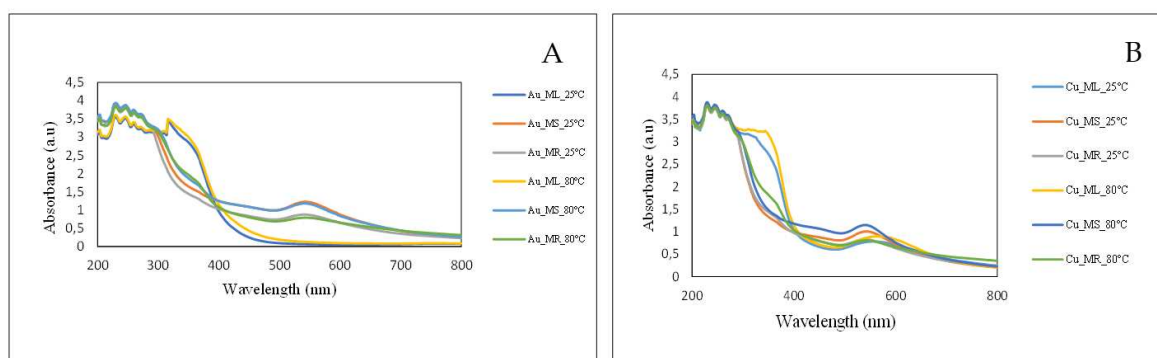 A
4,5
4
3,5
3
2,5
2
1,5
1
0,5
0
200 300 400 500 600 700 800
Absorbance (a.u)
Wavelength (nm)
Au_ML_25°C
Au_MS_25°C
Au_MR_25°C
Au_ML_80°C
Au_MS_80°C
Au_MR_80°C
B
4,5
4
3,5
3
2,5
2
1,5
1
0,5
0
200 400 600 800
Absorbance (a.u)
Wavelength (nm)
Cu_ML_25°C
Cu_MS_25°C
Cu_MR_25°C
Cu_ML_80°C
Cu_MS_80°C
Cu_MR_80°C